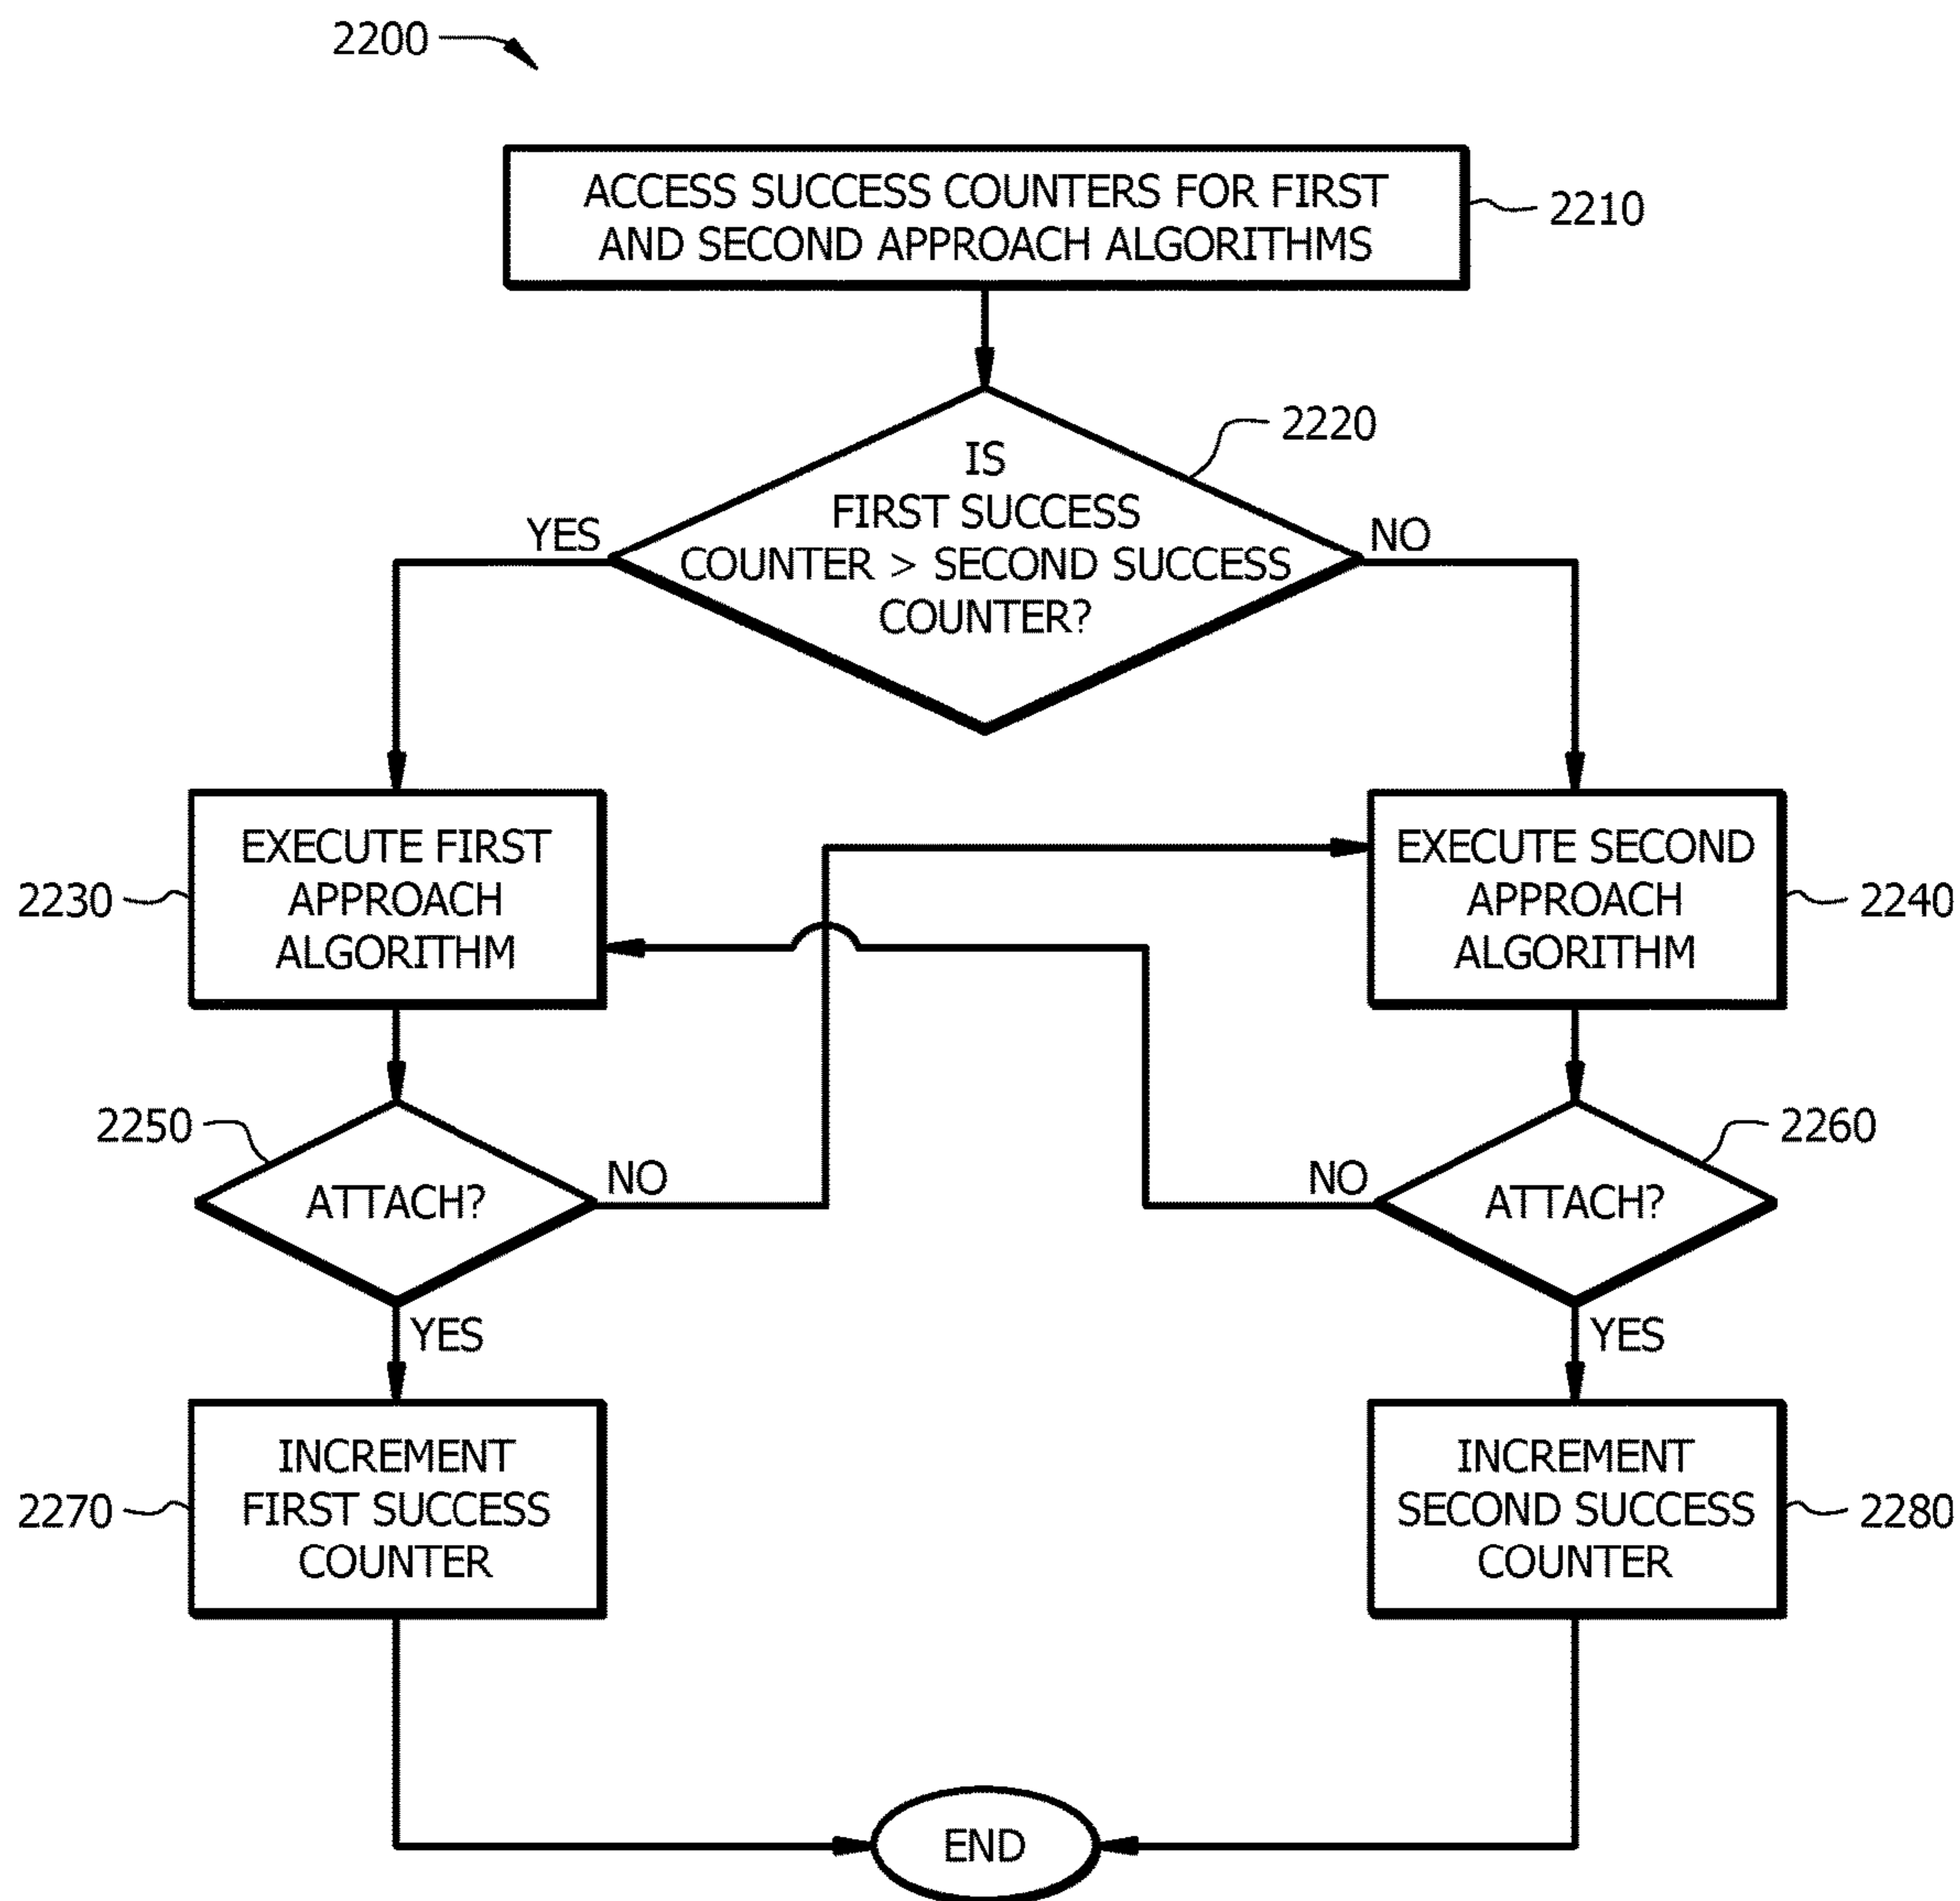 2200
ACCESS SUCCESS COUNTERS FOR FIRST
AND SECOND APPROACH ALGORITHMS
2210
2220
IS
FIRST SUCCESS
COUNTER > SECOND SUCCESS
COUNTER?
YES
NO
EXECUTE FIRST
APPROACH
ALGORITHM
2230
EXECUTE SECOND
APPROACH
ALGORITHM
2240
2250
ATTACH?
NO
YES
2260
ATTACH?
NO
YES
INCREMENT
FIRST SUCCESS
COUNTER
2270
INCREMENT
SECOND SUCCESS
COUNTER
2280
END